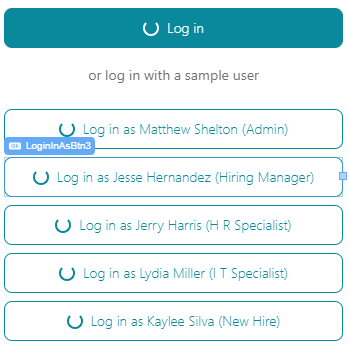 Log in
or log in with a sample user
Log in as Matthew Shelton (Admin)
LoginInAsBtn3
Log in as Jesse Hernandez (Hiring Manager)
Log in as Jerry Harris (H R Specialist)
Log in as Lydia Miller (I T Specialist)
Log in as Kaylee Silva (New Hire)